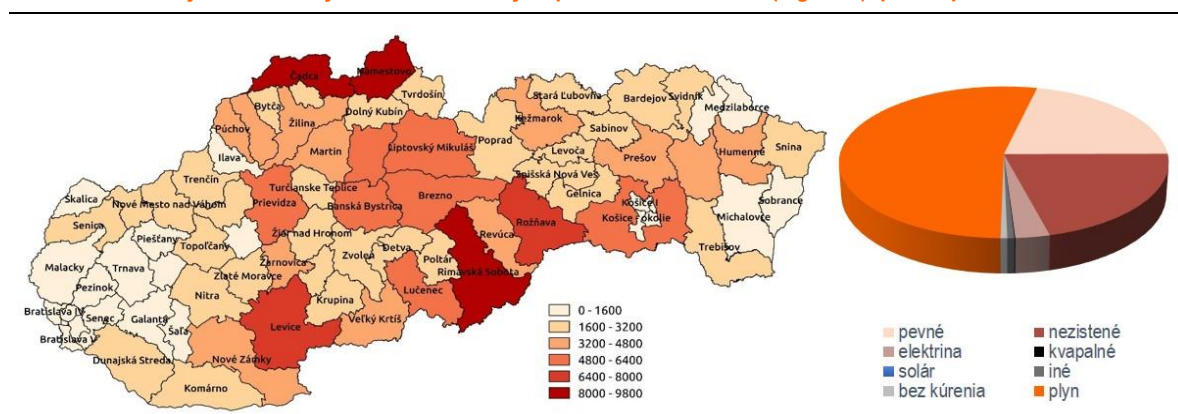 Čadca
Námestovo
Tvrdošín
Bytča
Dolný Kubín
Stará Ľubovňa
Bardejov
Svidník
Medzilaborce
Púchov
Žilina
Kežmarok
Sabinov
Ilava
Martin
Liptovský Mikuláš
Poprad
Levoča
Prešov
Humenné
Snina
Trenčín
Spišská Nová Ves
Gelnica
Skalica
Nové Mesto nad Váhom
Prievidza
Turčianske Teplice
Banská Bystrica
Brezno
Košice I
Košice - okolie
Sobrance
Michalovce
Senica
Piešťany
Topoľčany
Žiar nad Hronom
Rožňava
Revúca
Malacky
Trnava
Žarnovica
Zvolen
Detva
Poltár
Rimavská Sobota
Trebišov
Pezinok
Zlaté Moravce
Nitra
Krupina
Lučenec
Bratislava IV
Senec
Galanta
Šaľa
Levice
Veľký Krtíš
Bratislava V
Dunajská Streda
Nové Zámky
Komárno
0 - 1600
1600 - 3200
3200 - 4800
4800 - 6400
6400 - 8000
8000 - 9800
pevné
nezistené
elektrina
kvapalné
solár
iné
bez kúrenia
plyn